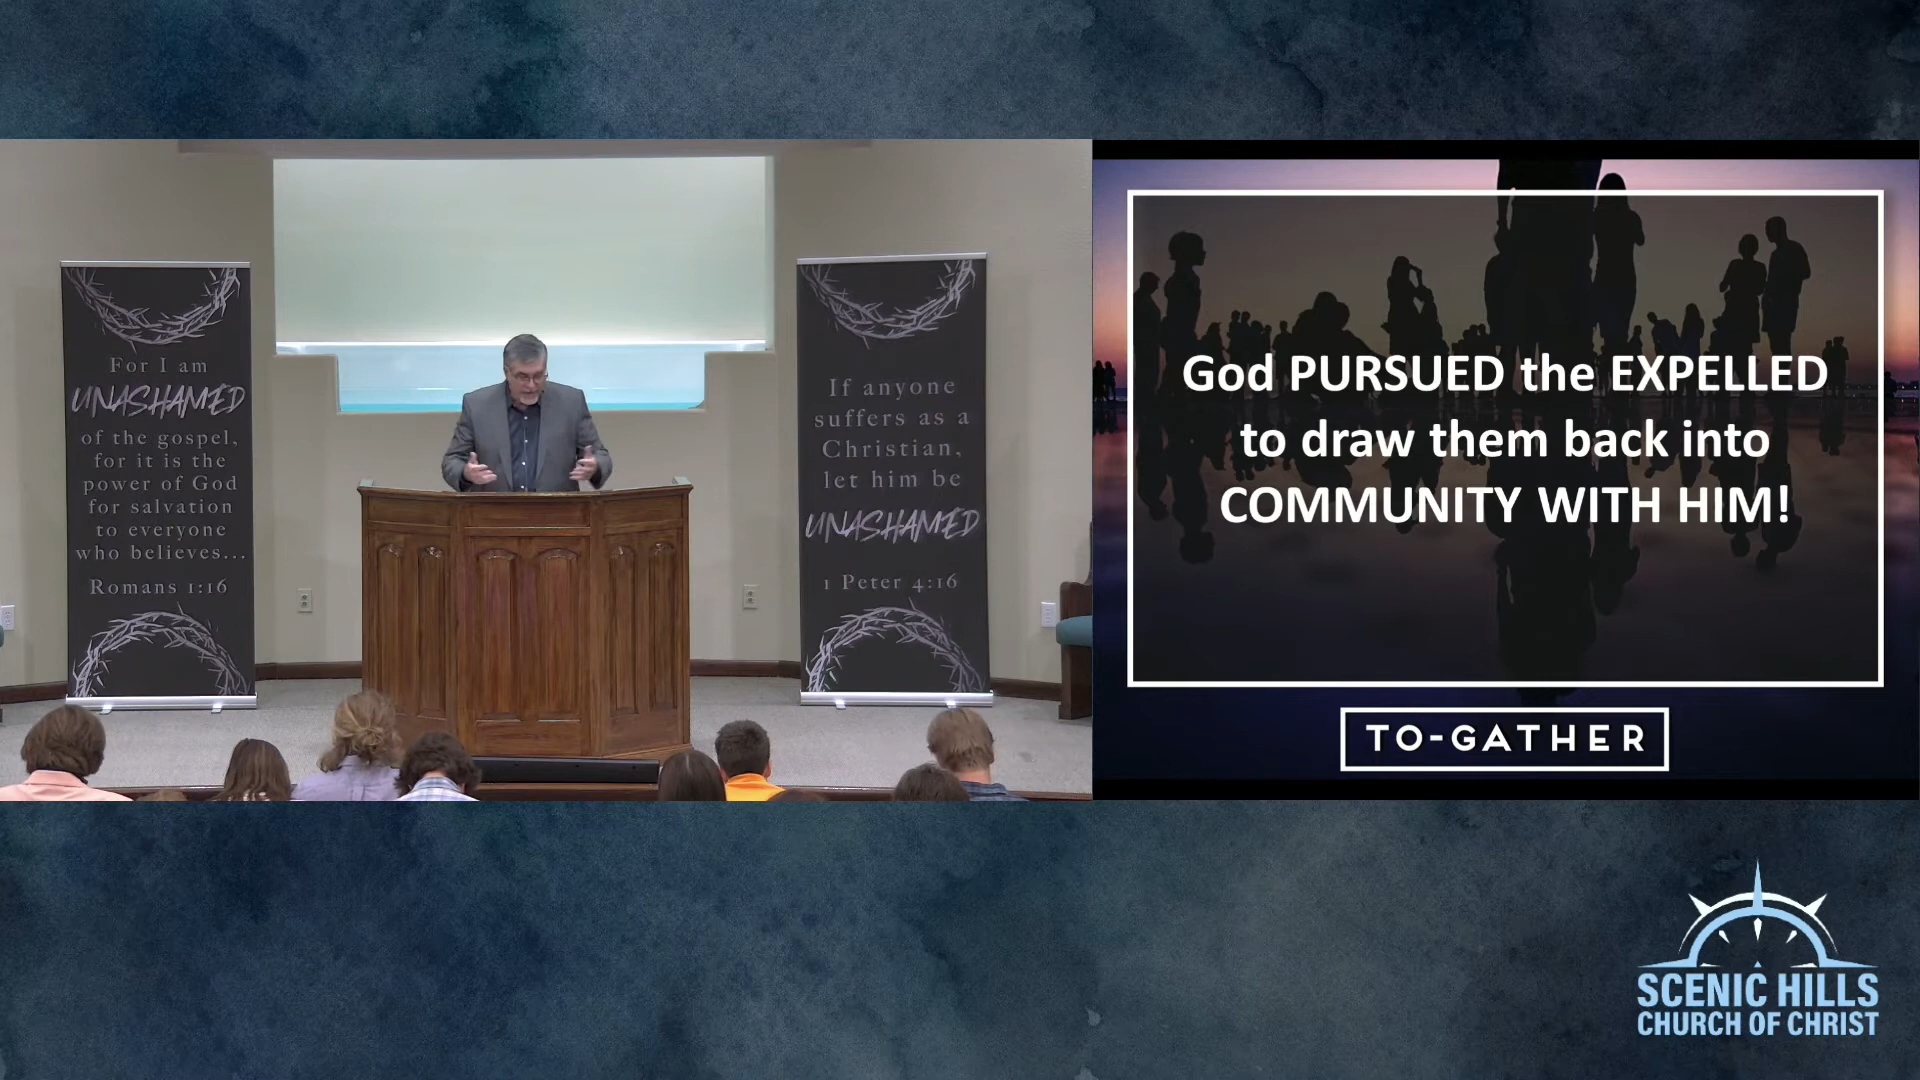 For I am
UNASHAMED
of the gospel,
for it is the
power of God
for salvation
to everyone
who believes...
Romans 1:16
If anyone
suffers as a
Christian,
let him be
UNASHAMED
1 Peter 4:16
God PURSUED the EXPELLED
to draw them back into
COMMUNITY WITH HIM!
TO-GATHER
SCENIC HILLS
CHURCH OF CHRIST